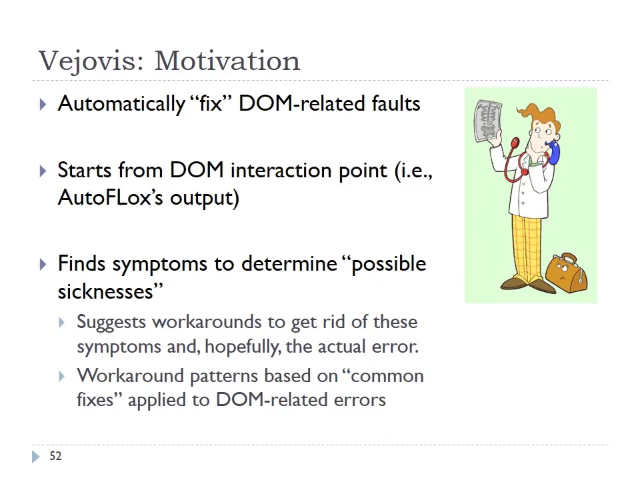 Vejovis: Motivation
Automatically “fix” DOM-related faults
Starts from DOM interaction point (i.e.,
AutoFLox’s output)
Finds symptoms to determine “possible
sicknesses”
Suggests workarounds to get rid of these
symptoms and, hopefully, the actual error.
Workaround patterns based on “common
fixes” applied to DOM-related errors
52